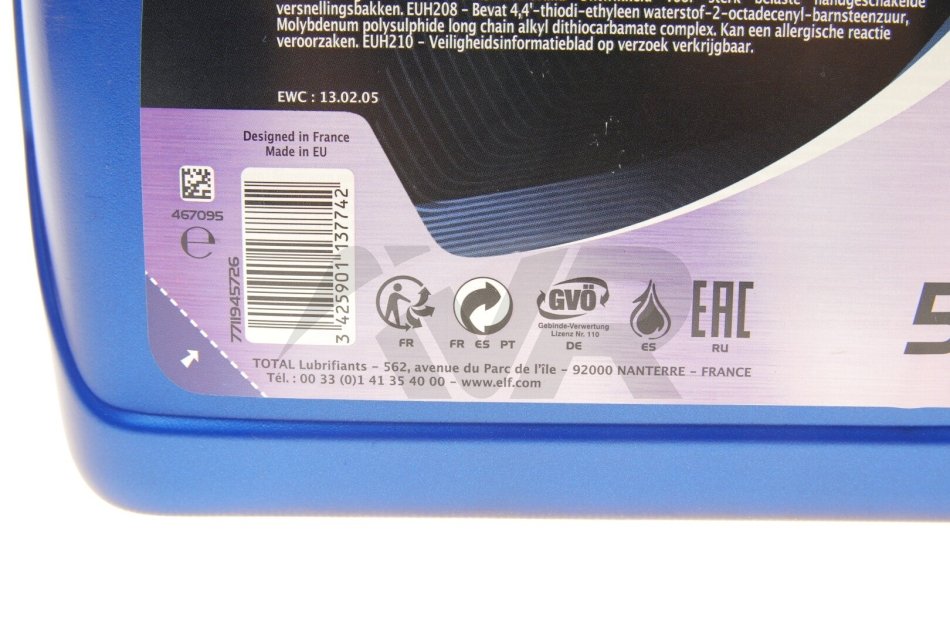 versnellingsbakken. EUH208 – Bevat 4,4'-thiodi-ethyleen waterstof-2-octadecenyl-barnsteenzuur,
Molybdenum polysulphide long chain alkyl dithiocarbamate complex. Kan een allergische reactie
veroorzaken. EUH210 – Veiligheidsinformatieblad op verzoek verkrijgbaar.
EWC : 13.02.05
Designed in France
Made in EU
467095
e
7711945726
3 425901 137742
FR
FR ES PT
GVÖ
Gebinde-Verwertung
Lizenz Nr. 110
DE
ES
EAC
RU
5
TOTAL Lubrifiants – 562, avenue du Parc de l'île – 92000 NANTERRE – FRANCE
Tél. : 00 33 (0)1 41 35 40 00 – www.elf.com